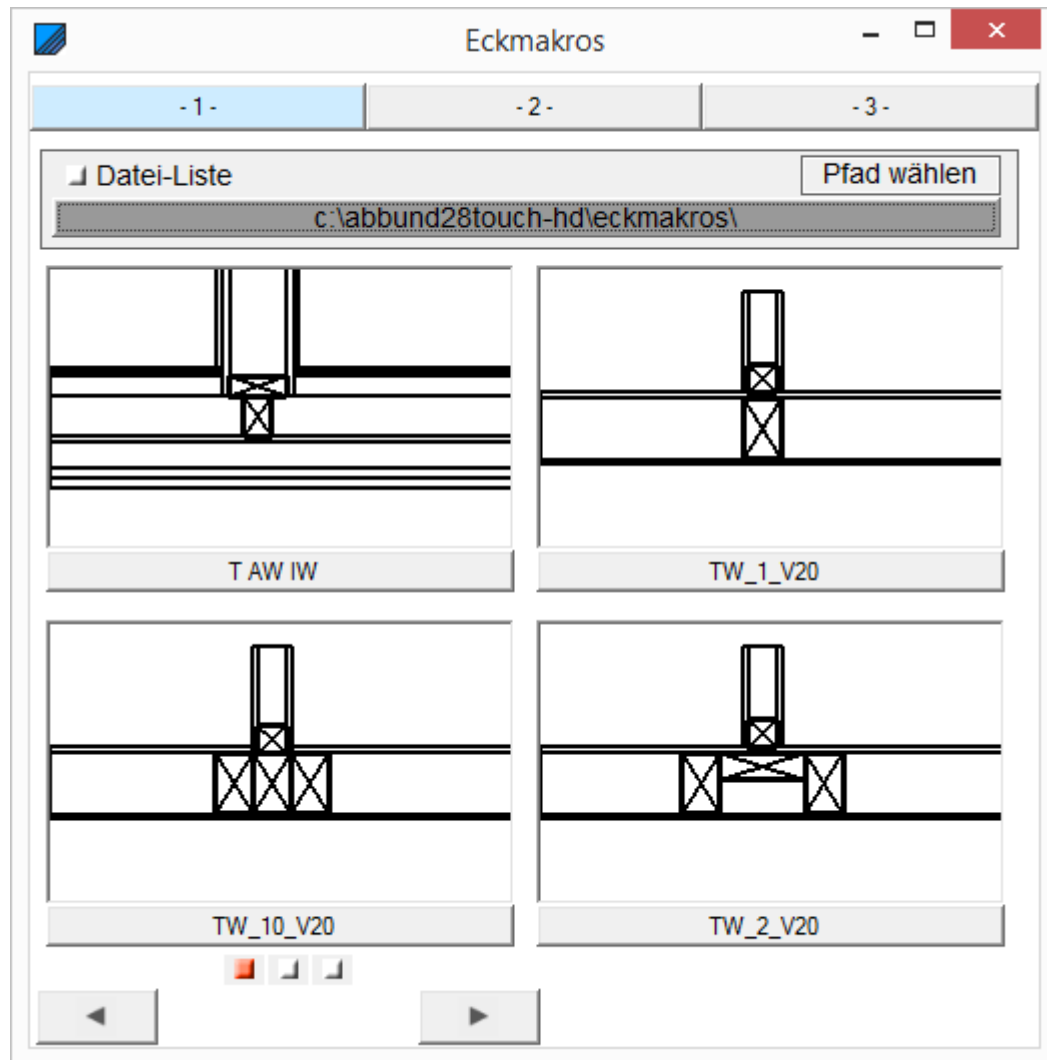 Eckmakros
- 1 -
- 2 -
- 3 -
Datei-Liste
Pfad wählen
c:\abbund28touch-hd\eckmakros\
T AW IW
TW_1_V20
TW_10_V20
TW_2_V20